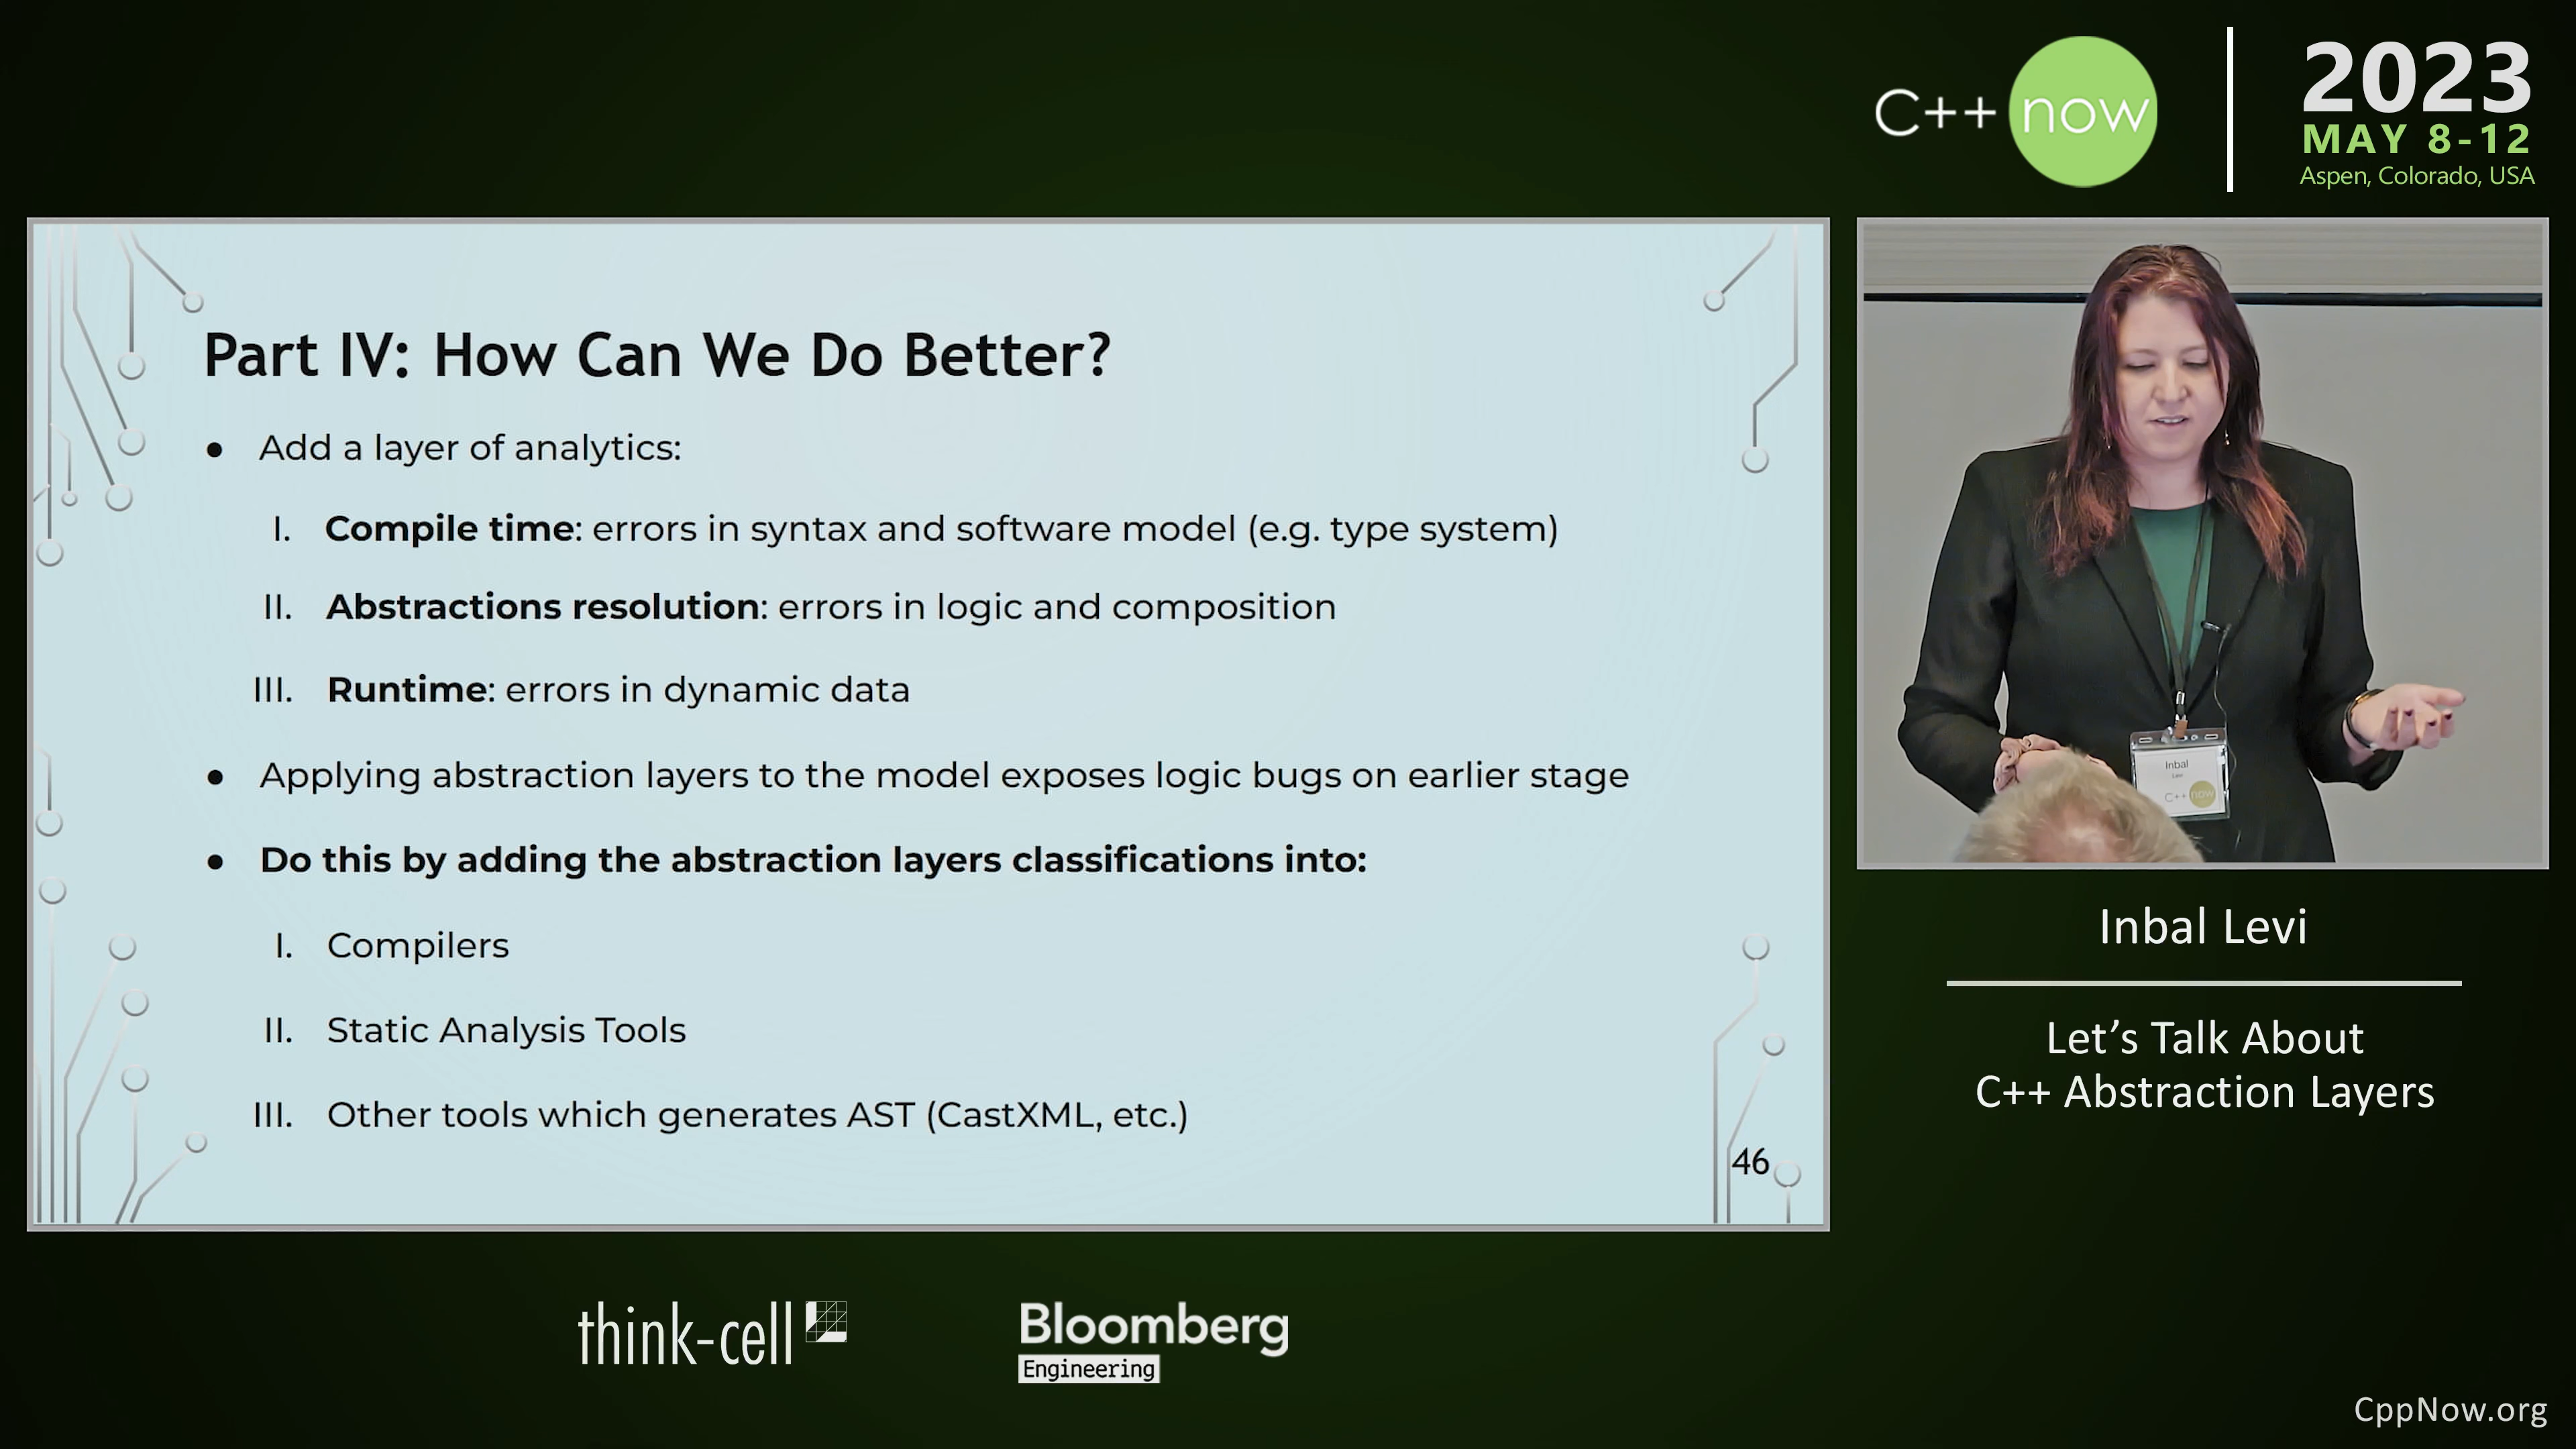 C++ now
2023
MAY 8-12
Aspen, Colorado, USA
Part IV: How Can We Do Better?
● Add a layer of analytics:
I. Compile time: errors in syntax and software model (e.g. type system)
II. Abstractions resolution: errors in logic and composition
III. Runtime: errors in dynamic data
● Applying abstraction layers to the model exposes logic bugs on earlier stage
● Do this by adding the abstraction layers classifications into:
I. Compilers
II. Static Analysis Tools
III. Other tools which generates AST (CastXML, etc.)
46
Inbal
Levi
C++ now
Inbal Levi
Let’s Talk About
C++ Abstraction Layers
think-cell
Bloomberg
Engineering
CppNow.org